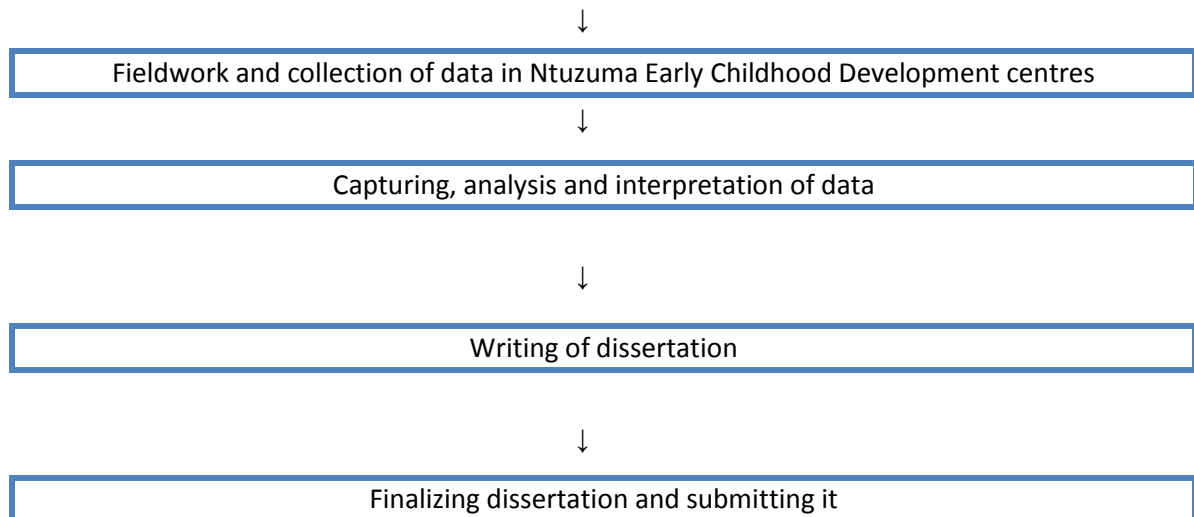 ↓
Fieldwork and collection of data in Ntuzuma Early Childhood Development centres
↓
Capturing, analysis and interpretation of data
↓
Writing of dissertation
↓
Finalizing dissertation and submitting it